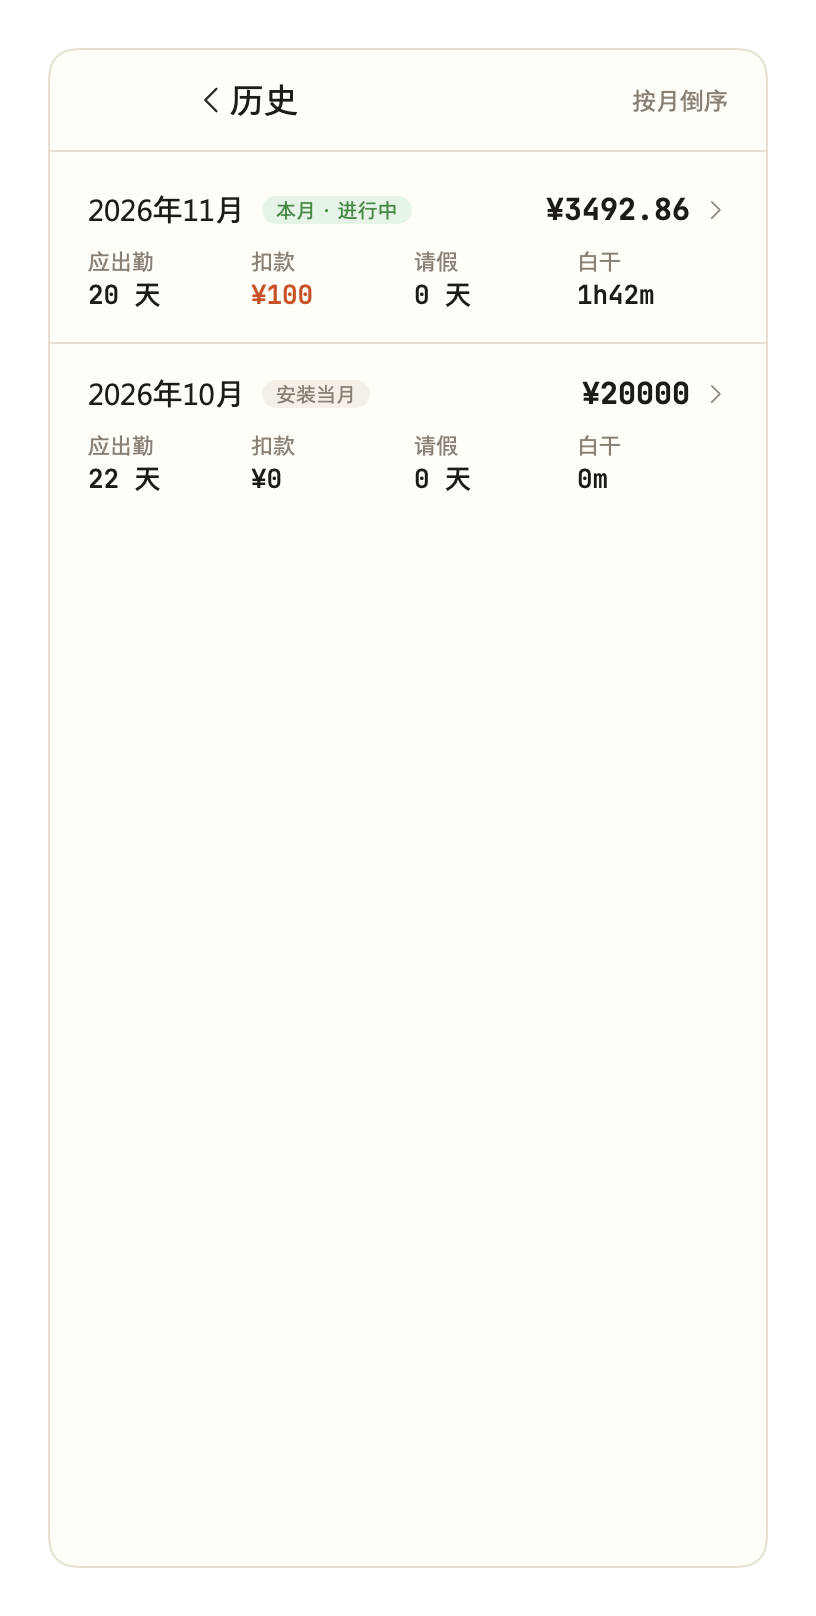 历史 按月倒序
2026年11月 本月 · 进行中 ¥3492.86
应出勤 扣款 请假 白干
20 天 ¥100 0 天 1h42m
2026年10月 安装当月 ¥20000
应出勤 扣款 请假 白干
22 天 ¥0 0 天 0m